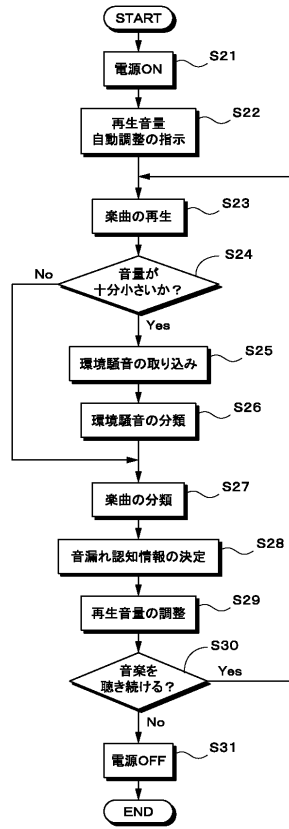 START
S21
電源ON
S22
再生音量
自動調整の指示
S23
楽曲の再生
S24
音量が
十分小さいか？
No
Yes
S25
環境騒音の取り込み
S26
環境騒音の分類
S27
楽曲の分類
S28
音漏れ認知情報の決定
S29
再生音量の調整
S30
音楽を
聴き続ける？
Yes
No
S31
電源OFF
END